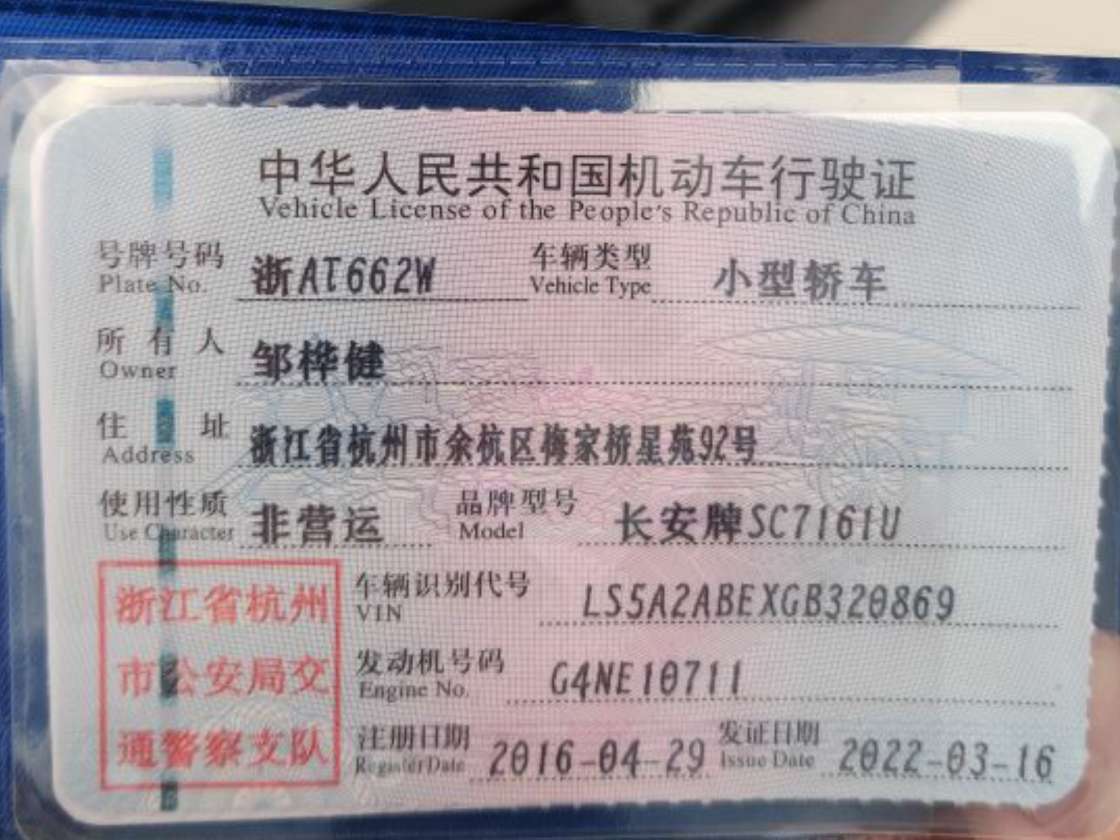 中华人民共和国机动车行驶证
Vehicle License of the People's Republic of China
号牌号码 浙AT662W 车辆类型 小型轿车
Plate No. Vehicle Type
所有人 邹桦健
Owner
住址 浙江省杭州市余杭区梅家桥星苑92号
Address
使用性质 非营运 品牌型号 长安牌SC7161U
Use Character Model
浙江省杭州
市公安局交
通警察支队
车辆识别代号 LS5A2ABEXGB320869
VIN
发动机号码 G4NE10711
Engine No.
注册日期 2016-04-29 发证日期 2022-03-16
Register Date Issue Date